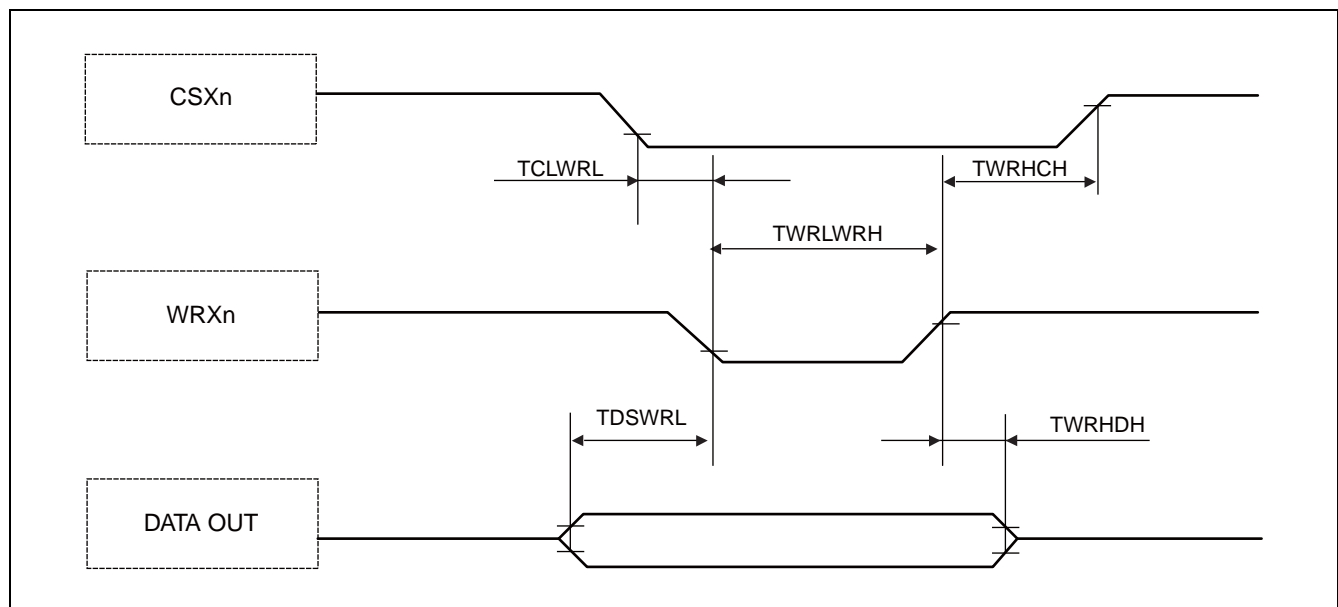 CSXn
TCLWRL
TWRHCH
TWRLWRH
WRXn
TDSWRL
TWRHDH
DATA OUT